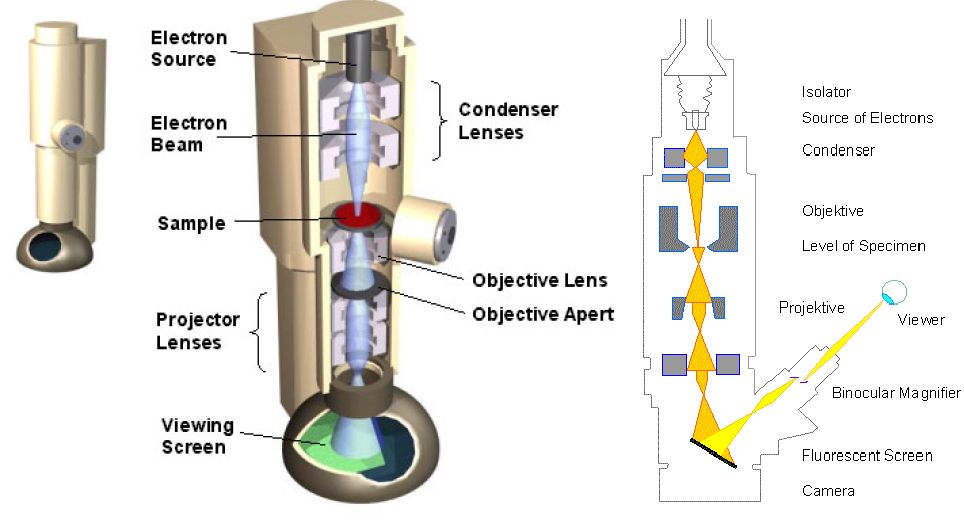 Electron
Source
Condenser
Lenses
Electron
Beam
Sample
Objective Lens
Objective Apert
Projector
Lenses
Viewing
Screen
Isolator
Source of Electrons
Condenser
Objektive
Level of Specimen
Projektive
Viewer
Binocular Magnifier
Fluorescent Screen
Camera